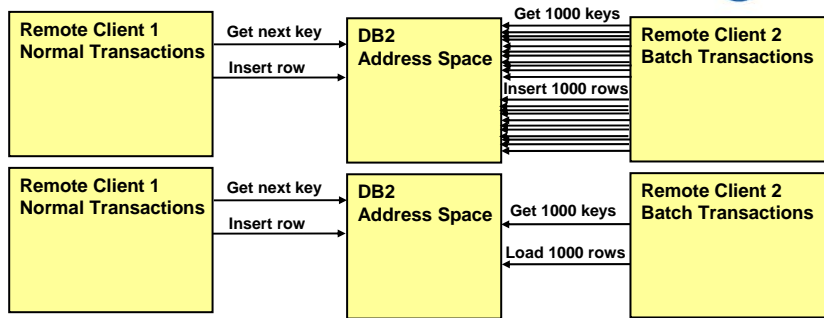 Remote Client 1
Normal Transactions
Get next key
Insert row
DB2
Address Space
Get 1000 keys
Insert 1000 rows
Remote Client 2
Batch Transactions
Remote Client 1
Normal Transactions
Get next key
Insert row
DB2
Address Space
Get 1000 keys
Load 1000 rows
Remote Client 2
Batch Transactions